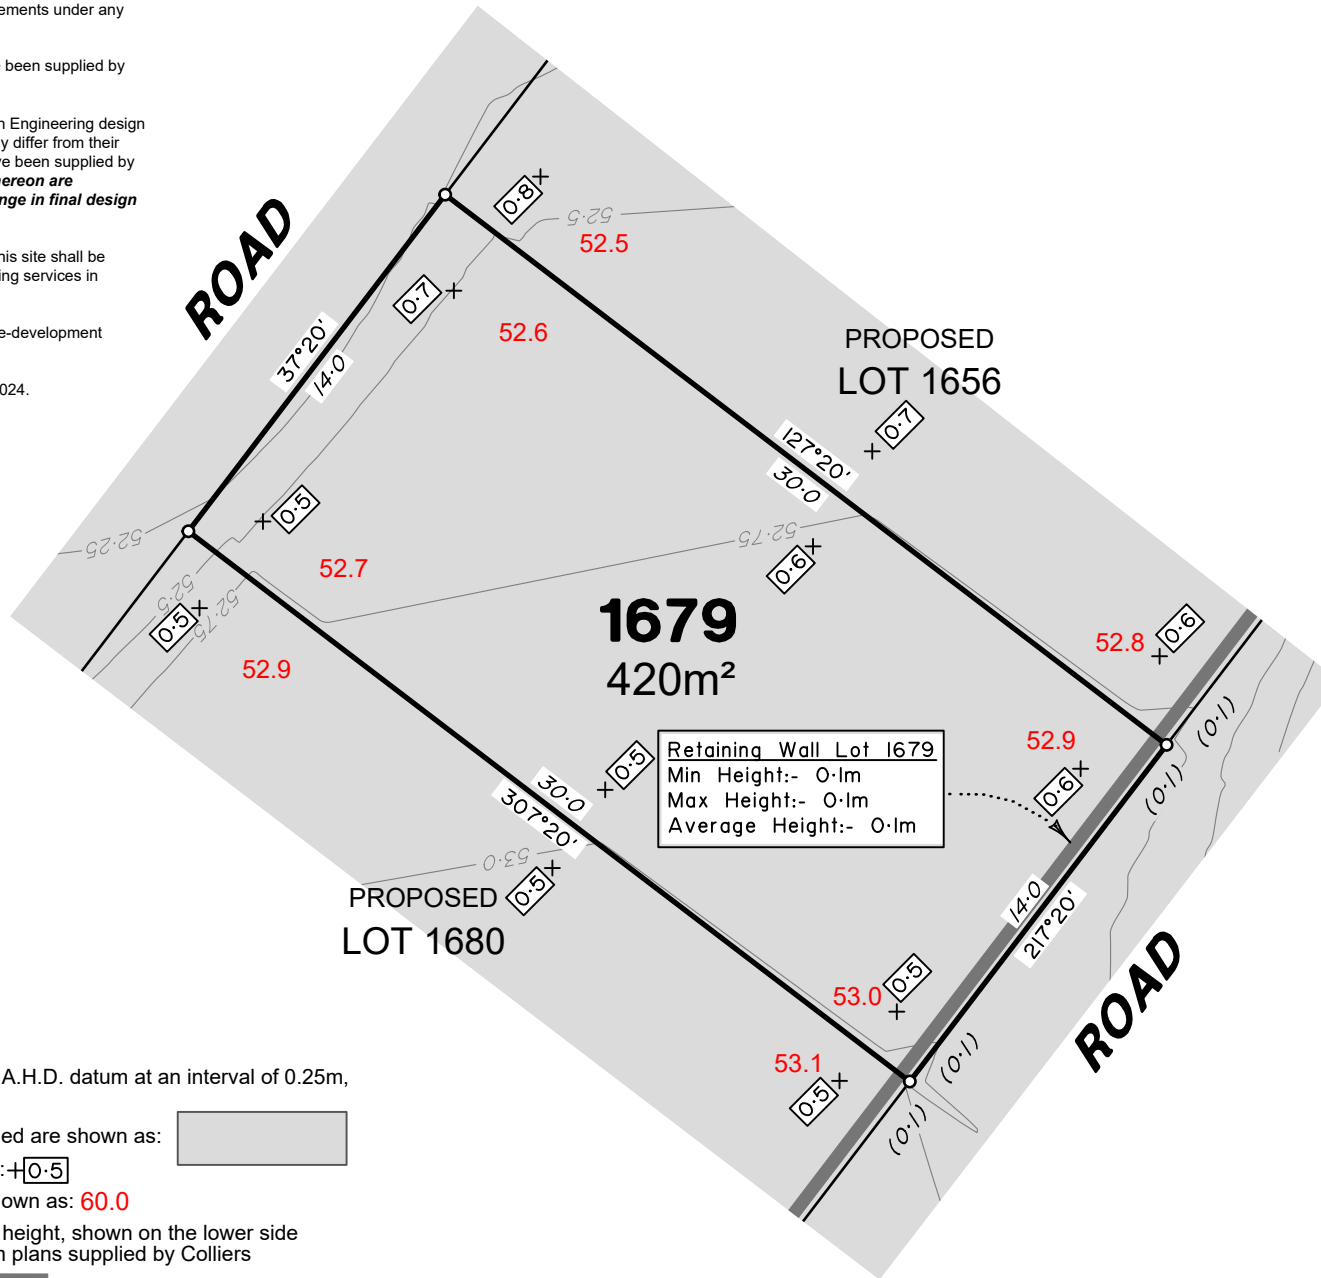 ements under any
been supplied by
n Engineering design
y differ from their
ve been supplied by
ereon are
nge in final design
his site shall be
ing services in
e-development
024.
ROAD
37°20'
14·0
0·8
52·5
52.5
0·7
52.6
PROPOSED
LOT 1656
0·7
127°20'
30·0
52·25
0·5
52.7
52·75
0·6
52·5
52·75
0·5
52.9
1679
420m²
52.8
0·6
(1·0)
52.9
(1·0)
0·6
Retaining Wall Lot 1679
Min Height:- 0·1m
Max Height:- 0·1m
Average Height:- 0·1m
0·5
30·0
307°20'
53·0
0·5
PROPOSED
LOT 1680
14·0
217°20'
ROAD
53.0
0·5
53.1
0·5
(1·0)
(1·0)
A.H.D. datum at an interval of 0.25m,
ed are shown as:
:+0·5
own as: 60.0
height, shown on the lower side
n plans supplied by Colliers